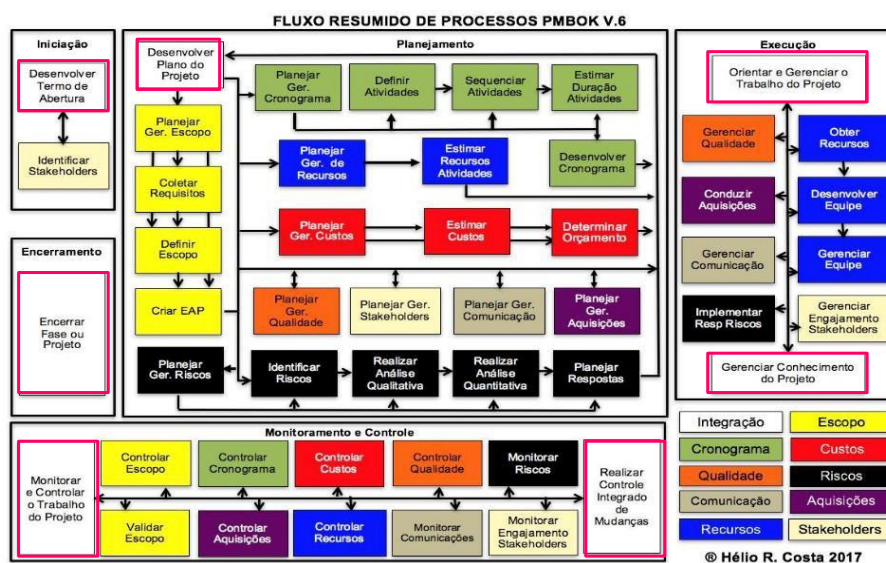 FLUXO RESUMIDO DE PROCESSOS PMBOK V.6
Iniciação
Desenvolver
Termo de
Abertura
Identificar
Stakeholders
Encerramento
Encerrar
Fase ou
Projeto
Planejamento
Desenvolver
Plano do
Projeto
Planejar
Ger. Escopo
Coletar
Requisitos
Definir
Escopo
Criar EAP
Planejar
Ger. Riscos
Planejar
Ger.
Cronograma
Definir
Atividades
Sequenciar
Atividades
Estimar
Duração
Atividades
Desenvolver
Cronograma
Planejar
Ger. de
Recursos
Estimar
Recursos
Atividades
Planejar
Ger. Custos
Estimar
Custos
Determinar
Orçamento
Planejar
Ger.
Qualidade
Planejar Ger.
Stakeholders
Planejar Ger.
Comunicação
Planejar
Ger.
Aquisições
Identificar
Riscos
Realizar
Análise
Qualitativa
Realizar
Análise
Quantitativa
Planejar
Respostas
Execução
Orientar e Gerenciar o
Trabalho do Projeto
Gerenciar
Qualidade
Obter
Recursos
Conduzir
Aquisições
Desenvolver
Equipe
Gerenciar
Comunicação
Gerenciar
Equipe
Implementar
Resp Riscos
Gerenciar
Engajamento
Stakeholders
Gerenciar Conhecimento
do Projeto
Monitoramento e Controle
Monitorar
e Controlar
o Trabalho
do Projeto
Controlar
Escopo
Controlar
Cronograma
Controlar
Custos
Controlar
Qualidade
Monitorar
Riscos
Validar
Escopo
Controlar
Aquisições
Controlar
Recursos
Monitorar
Comunicações
Monitorar
Engajamento
Stakeholders
Realizar
Controle
Integrado
de
Mudanças
Integração
Escopo
Cronograma
Custos
Qualidade
Riscos
Comunicação
Aquisições
Recursos
Stakeholders
® Hélio R. Costa 2017